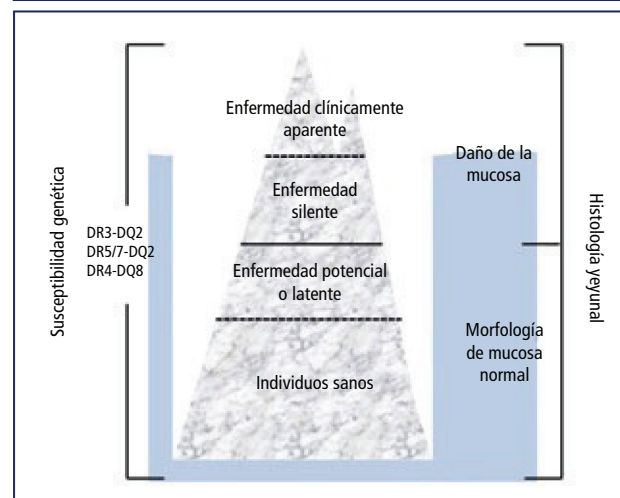 Enfermedad clínicamente
aparente
Enfermedad
silente
Enfermedad potencial
o latente
Individuos sanos
Susceptibilidad genética
DR3-DQ2
DR5/7-DQ2
DR4-DQ8
Daño de la
mucosa
Morfología
de mucosa
normal
Histología yeyunal